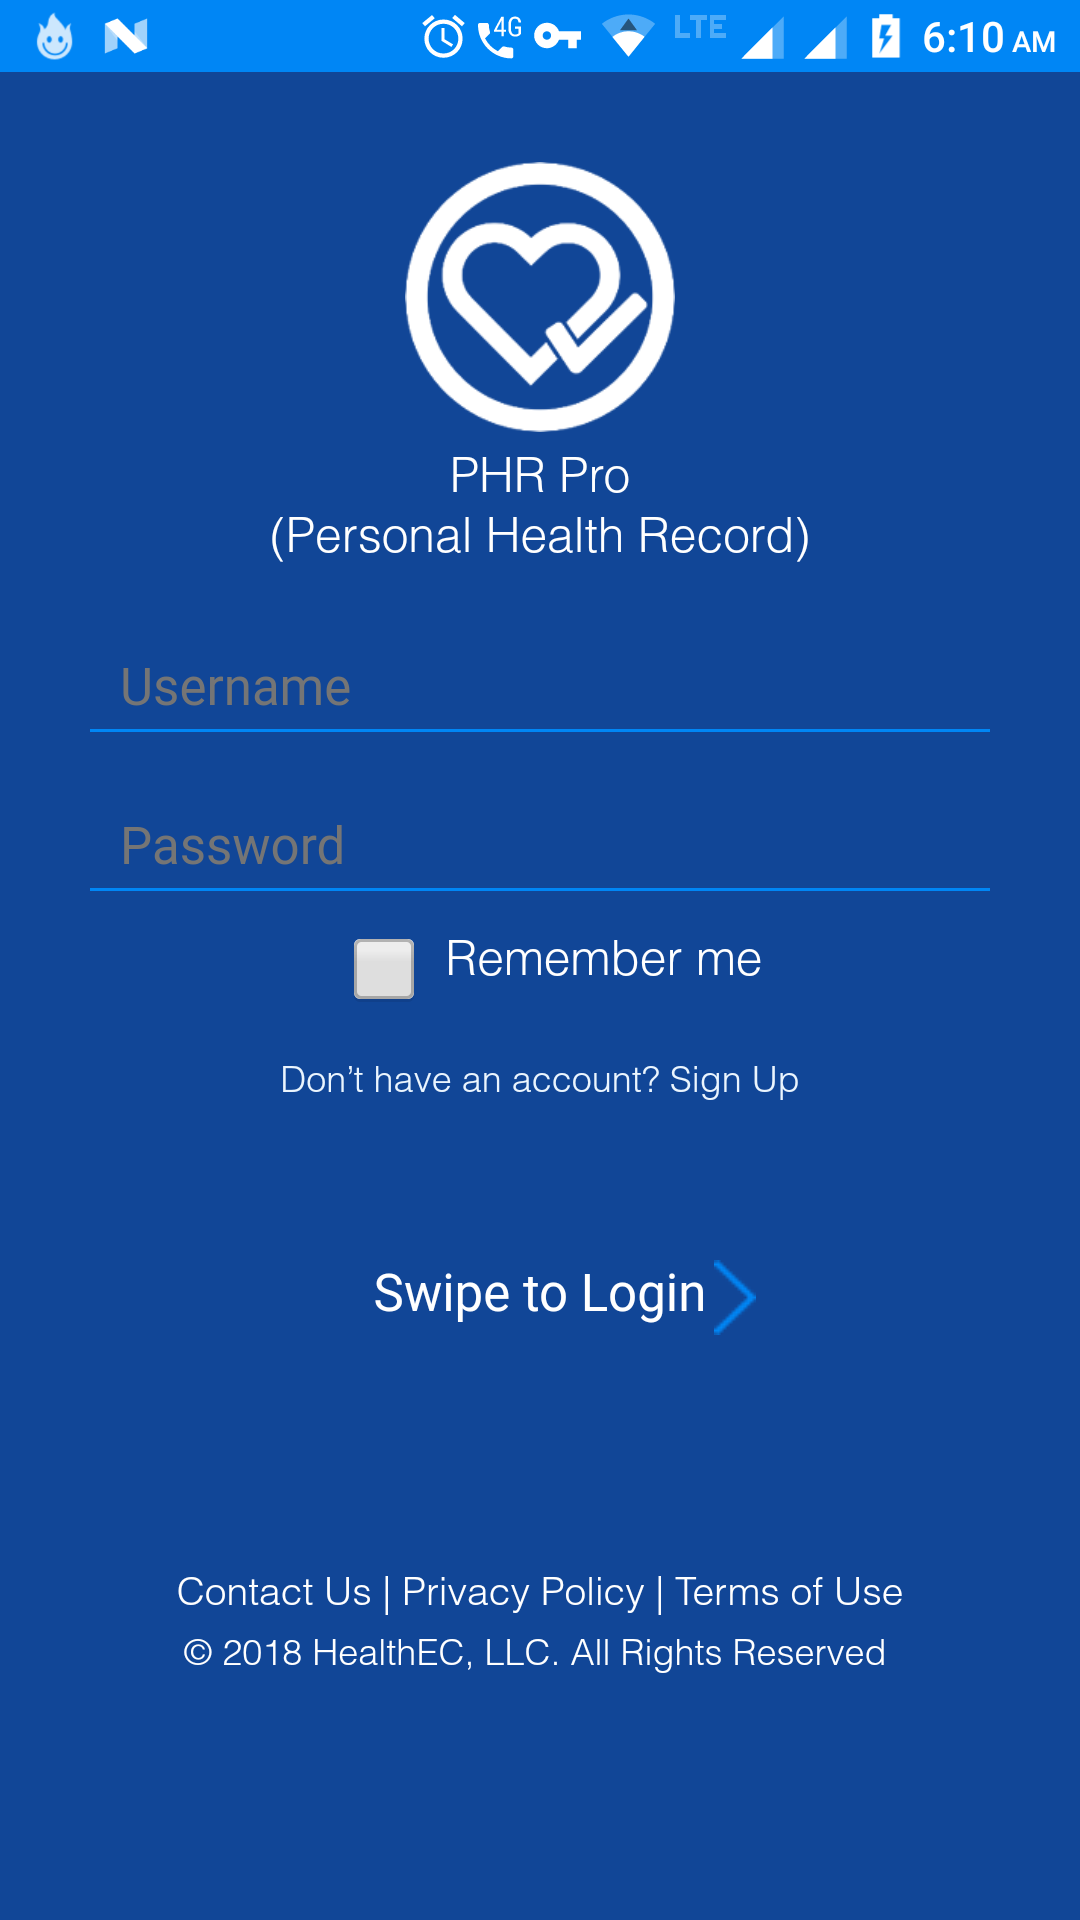 4G LTE 6:10 AM
PHR Pro
(Personal Health Record)
Username
Password
Remember me
Don’t have an account? Sign Up
Swipe to Login
Contact Us | Privacy Policy | Terms of Use
© 2018 HealthEC, LLC. All Rights Reserved